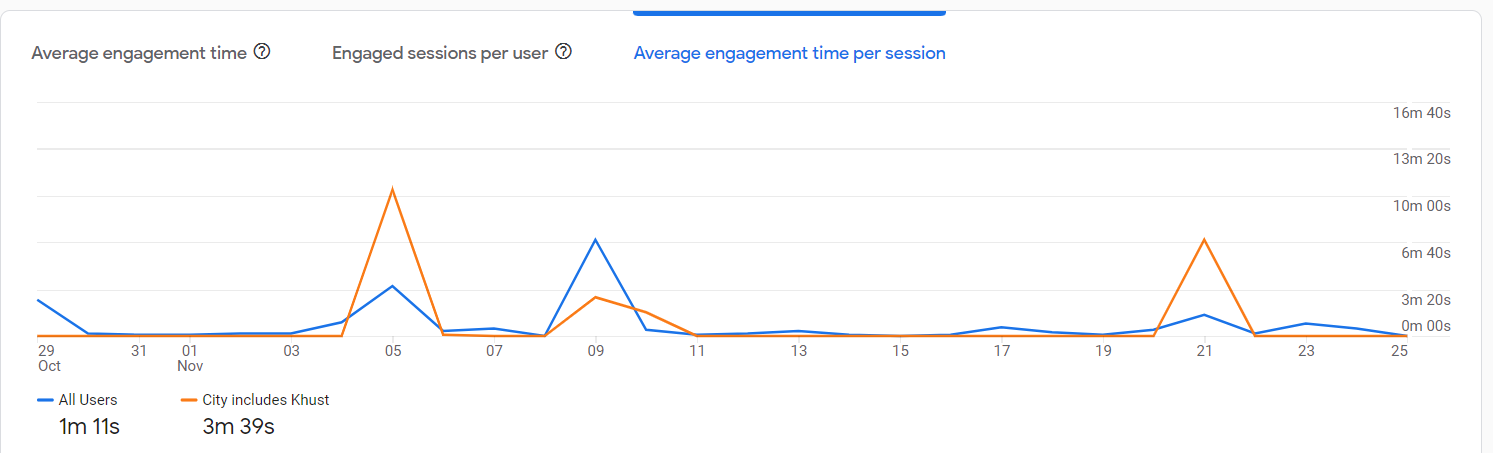 Average engagement time
Engaged sessions per user
Average engagement time per session
16m 40s
13m 20s
10m 00s
6m 40s
3m 20s
0m 00s
29 31 01 03 05 07 09 11 13 15 17 19 21 23 25
Oct Nov
All Users City includes Khust
1m 11s 3m 39s